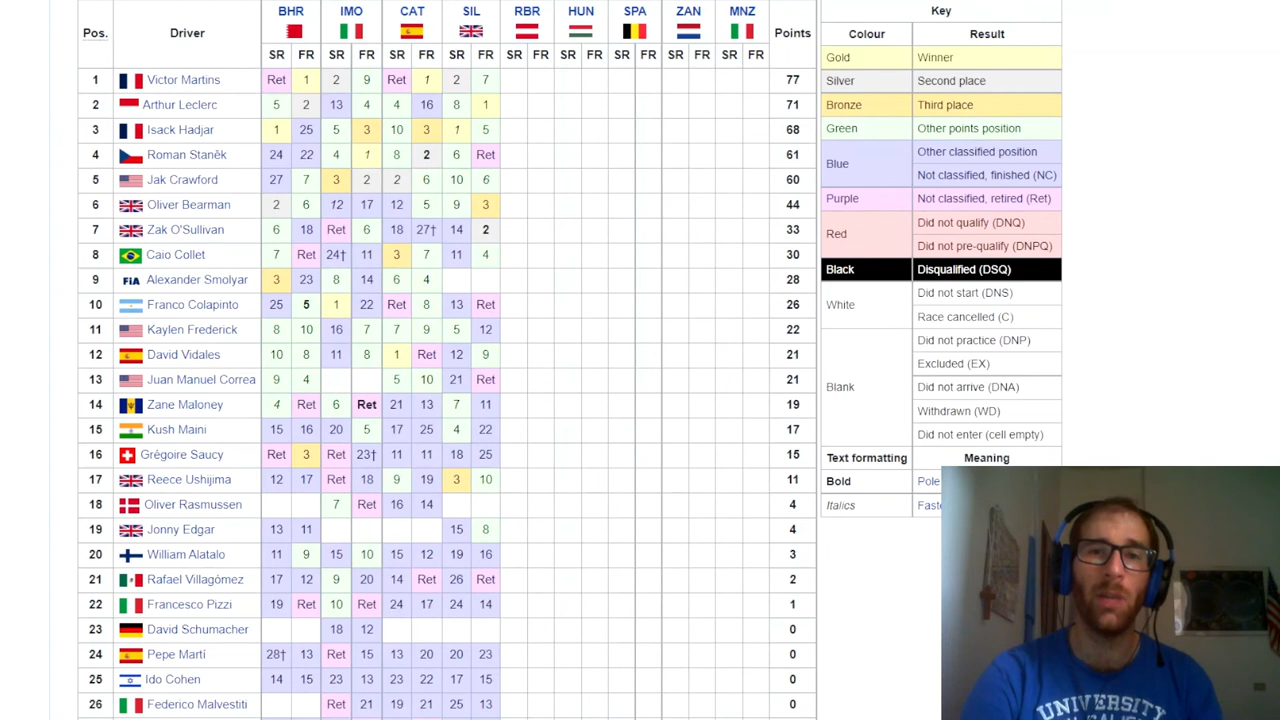 BHR IMO CAT SIL RBR HUN SPA ZAN MNZ
Pos. Driver Points
SR FR SR FR SR FR SR FR SR FR SR FR SR FR SR FR SR FR
1 Victor Martins Ret 1 2 9 Ret 1 2 7 77
2 Arthur Leclerc 5 2 13 4 4 16 8 1 71
3 Isack Hadjar 1 25 5 3 10 3 1 5 68
4 Roman Staněk 24 22 4 1 8 2 6 Ret 61
5 Jak Crawford 27 7 3 2 2 6 10 6 60
6 Oliver Bearman 2 6 12 17 12 5 9 3 44
7 Zak O'Sullivan 6 18 Ret 6 18 27† 14 2 33
8 Caio Collet 7 Ret 24† 11 3 7 11 4 30
9 FIA Alexander Smolyar 3 23 8 14 6 4 28
10 Franco Colapinto 25 5 1 22 Ret 8 13 Ret 26
11 Kaylen Frederick 8 10 16 7 7 9 5 12 22
12 David Vidales 10 8 11 8 1 Ret 12 9 21
13 Juan Manuel Correa 9 4 5 10 21 Ret 21
14 Zane Maloney 4 Ret 6 Ret 21 13 7 11 19
15 Kush Maini 15 16 20 5 17 25 4 22 17
16 Grégoire Saucy Ret 3 Ret 23† 11 11 18 25 15
17 Reece Ushijima 12 17 Ret 18 9 19 3 10 11
18 Oliver Rasmussen 7 Ret 16 14 4
19 Jonny Edgar 13 11 15 8 4
20 William Alatalo 11 9 15 10 15 12 19 16 3
21 Rafael Villagómez 17 12 9 20 14 Ret 26 Ret 2
22 Francesco Pizzi 19 Ret 10 Ret 24 17 24 14 1
23 David Schumacher 18 12 0
24 Pepe Martí 28† 13 Ret 15 13 20 20 23 0
25 Ido Cohen 14 15 23 13 23 22 17 15 0
26 Federico Malvestiti Ret 21 19 21 25 13 0
Key
Colour Result
Gold Winner
Silver Second place
Bronze Third place
Green Other points position
Blue Other classified position
Not classified, finished (NC)
Purple Not classified, retired (Ret)
Red Did not qualify (DNQ)
Did not pre-qualify (DNPQ)
Black Disqualified (DSQ)
White Did not start (DNS)
Race cancelled (C)
Blank Did not practice (DNP)
Excluded (EX)
Did not arrive (DNA)
Withdrawn (WD)
Did not enter (cell empty)
Text formatting Meaning
Bold Pole
Italics
UNIVERSITY